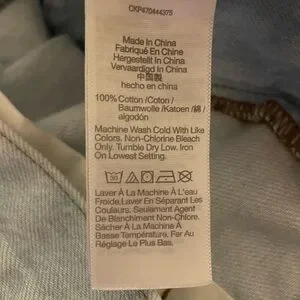 CKP470444375
Made In China
Fabriqué En Chine
Hergestellt In China
Vervaardigd In China
中国製
hecho en china
100% Cotton /Coton /
Baumwolle /Katoen /綿 /
algodón
Machine Wash Cold With Like
Colors. Non-Chlorine Bleach
Only. Tumble Dry Low. Iron
On Lowest Setting.
Laver À La Machine À L'eau
Froide.Laver En Séparant Les
Couleurs. Seulement Agent
De Blanchiment Non-Chlore.
Sécher À La Machine À
Basse Température. Fer Au
Réglage Le Plus Bas.